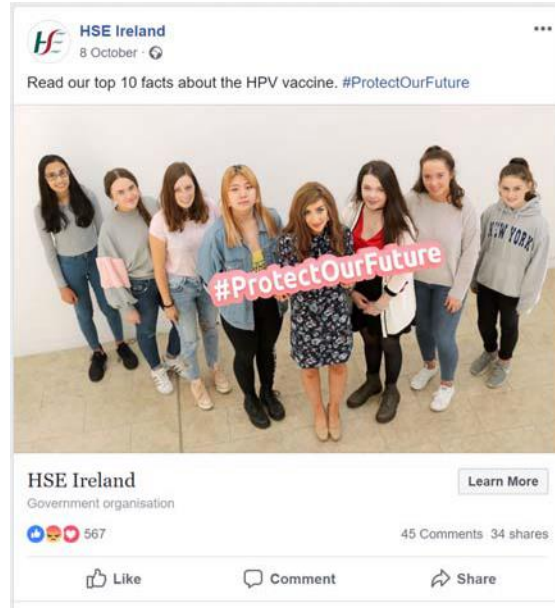 HSE Ireland
8 October ·
Read our top 10 facts about the HPV vaccine. #ProtectOurFuture
#ProtectOurFuture
NEW YORK
HSE Ireland
Learn More
Government organisation
567
45 Comments 34 shares
Like
Comment
Share